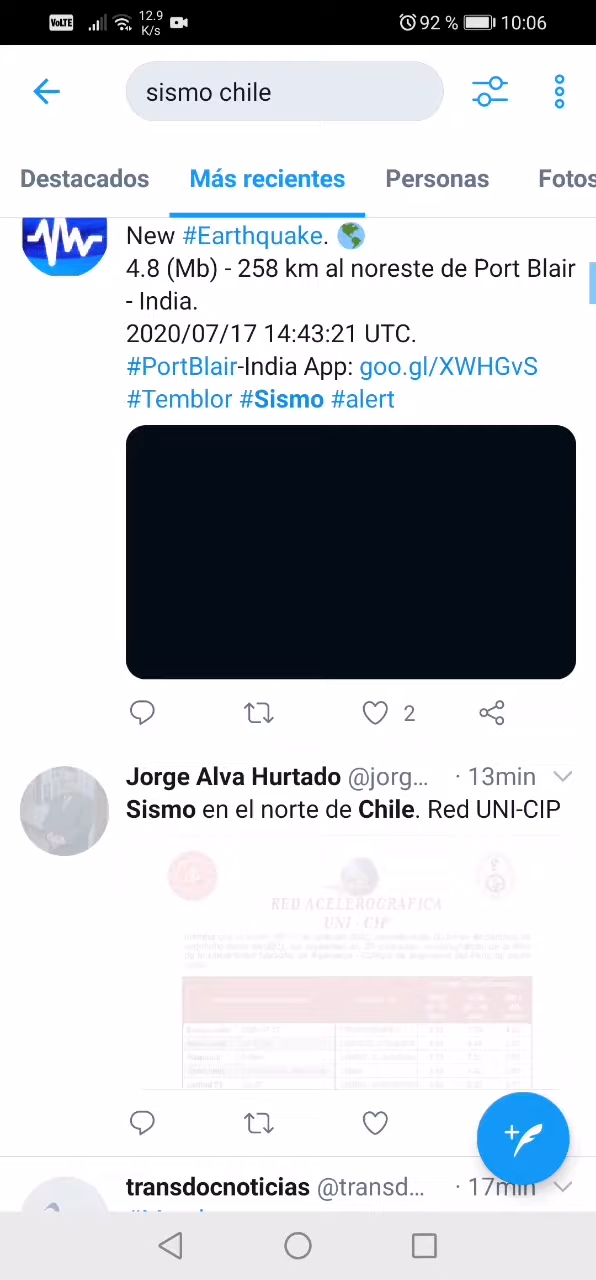 VoLTE
12.9
K/s
92 %
10:06
sismo chile
Destacados
Más recientes
Personas
Fotos
New #Earthquake.
4.8 (Mb) - 258 km al noreste de Port Blair
- India.
2020/07/17 14:43:21 UTC.
#PortBlair-India App: goo.gl/XWHGvS
#Temblor #Sismo #alert
2
Jorge Alva Hurtado @jorg... · 13min
Sismo en el norte de Chile. Red UNI-CIP
RED ACELEROGRAFICA
UNI - CIP
transdocnoticias @transd... · 17min